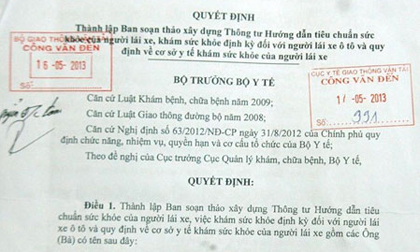 QUYẾT ĐỊNH
Thành lập Ban soạn thảo xây dựng Thông tư Hướng dẫn tiêu chuẩn sức
khỏe của người lái xe, khám sức khỏe định kỳ đối với người lái xe ô tô và quy
định về cơ sở y tế khám sức khỏe của người lái xe
BỘ GIAO THÔNG VẬN TẢI
CÔNG VĂN ĐẾN
16 -05- 2013
Số
BỘ TRƯỞNG BỘ Y TẾ
CỤC Y TẾ GIAO THÔNG VẬN TẢI
CÔNG VĂN ĐẾN
17 -05- 2013
Số 991
Căn cứ Luật Khám bệnh, chữa bệnh năm 2009;
Căn cứ Luật Giao thông đường bộ năm 2008;
Căn cứ Nghị định số 63/2012/NĐ-CP ngày 31/8/2012 của Chính phủ quy
định chức năng, nhiệm vụ, quyền hạn và cơ cấu tổ chức của Bộ Y tế;
Theo đề nghị của Cục trưởng Cục Quản lý khám, chữa bệnh, Bộ Y tế,
QUYẾT ĐỊNH:
Điều 1. Thành lập Ban soạn thảo xây dựng Thông tư Hướng dẫn tiêu
chuẩn sức khỏe của người lái xe, việc khám sức khỏe định kỳ đối với người lái
xe ô tô và quy định về cơ sở y tế khám sức khỏe của người lái xe gồm các Ông
(Bà) có tên sau đây: